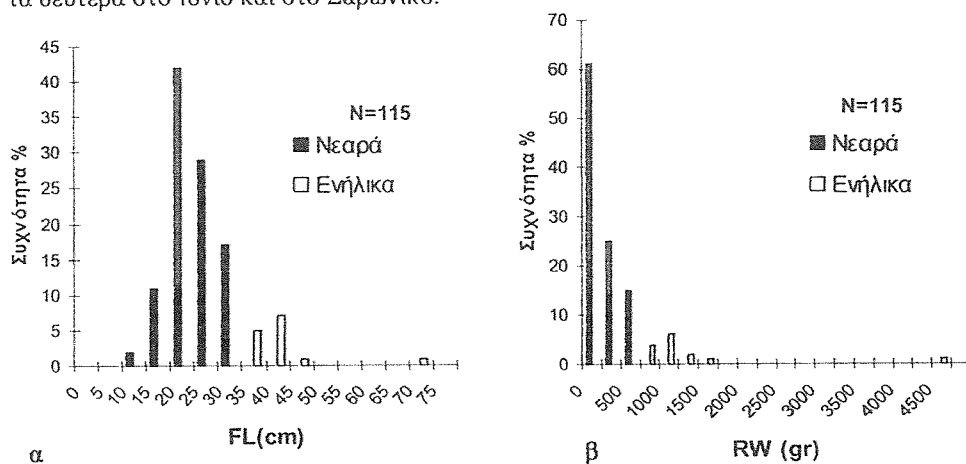 τα δεύτερα στο Ιόνιο και στο Σαρωνικό.
45
40
35
30
25
20
15
10
5
0
Συχνότητα %
N=115
Νεαρά
Ενήλικα
0 5 10 15 20 25 30 35 40 45 50 55 60 65 70 75
FL(cm)
α
70
60
50
40
30
20
10
0
Συχνότητα %
N=115
Νεαρά
Ενήλικα
0 500 1000 1500 2000 2500 3000 3500 4000 4500
RW (gr)
β